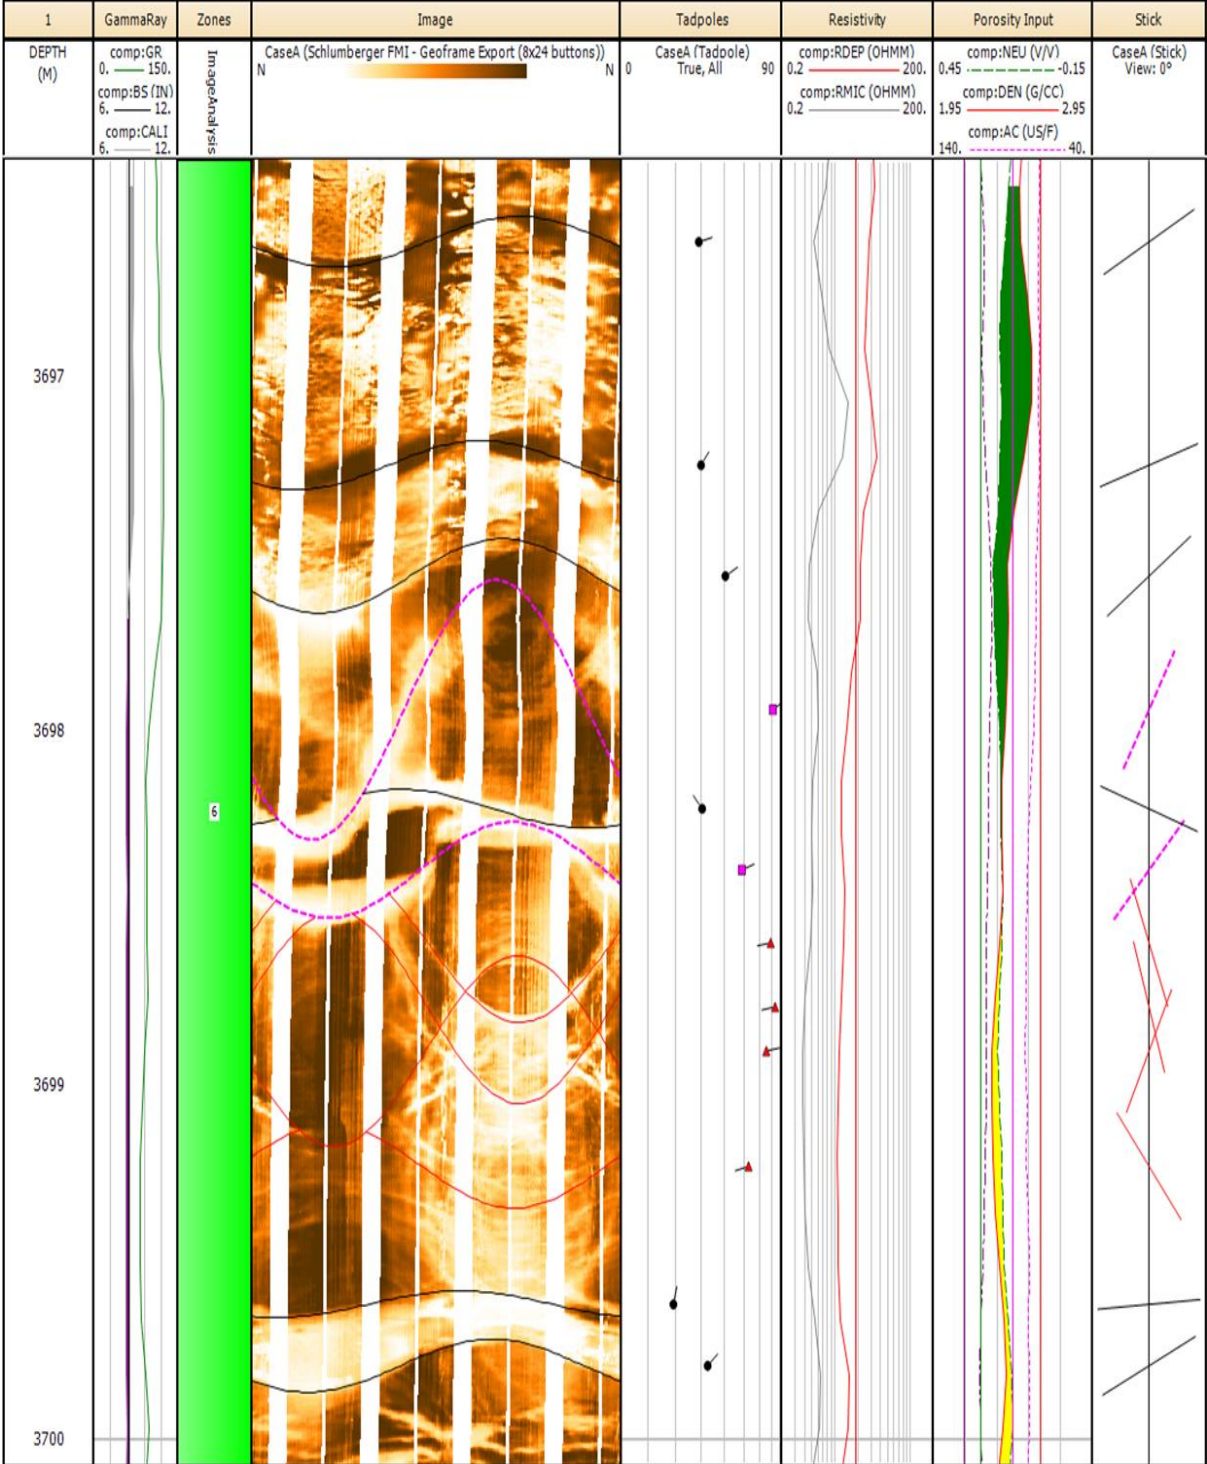 1
GammaRay
Zones
Image
Tadpoles
Resistivity
Porosity Input
Stick
DEPTH
(M)
comp:GR
0. 150.
comp:BS (IN)
6. 12.
comp:CALI
6. 12.
ImageAnalysis
CaseA (Schlumberger FMI - Geoframe Export (8x24 buttons))
N N
CaseA (Tadpole)
True, All
0 90
comp:RDEP (OHMM)
0.2 200.
comp:RMIC (OHMM)
0.2 200.
comp:NEU (V/V)
0.45 -0.15
comp:DEN (G/CC)
1.95 2.95
comp:AC (US/F)
140. 40.
CaseA (Stick)
View: 0°
3697
3698
6
3699
3700